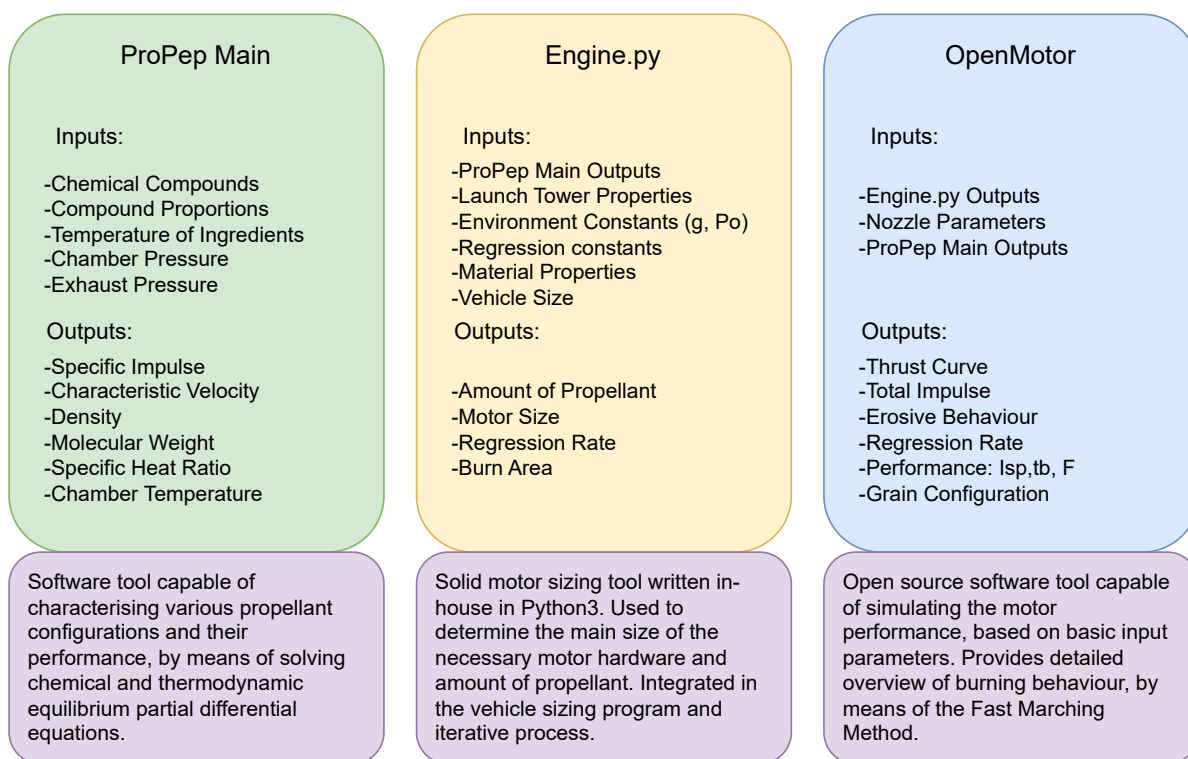 ProPep Main
Inputs:
-Chemical Compounds
-Compound Proportions
-Temperature of Ingredients
-Chamber Pressure
-Exhaust Pressure
Outputs:
-Specific Impulse
-Characteristic Velocity
-Density
-Molecular Weight
-Specific Heat Ratio
-Chamber Temperature
Software tool capable of
characterising various propellant
configurations and their
performance, by means of solving
chemical and thermodynamic
equilibrium partial differential
equations.
Engine.py
Inputs:
-ProPep Main Outputs
-Launch Tower Properties
-Environment Constants (g, Po)
-Regression constants
-Material Properties
-Vehicle Size
Outputs:
-Amount of Propellant
-Motor Size
-Regression Rate
-Burn Area
Solid motor sizing tool written in-
house in Python3. Used to
determine the main size of the
necessary motor hardware and
amount of propellant. Integrated in
the vehicle sizing program and
iterative process.
OpenMotor
Inputs:
-Engine.py Outputs
-Nozzle Parameters
-ProPep Main Outputs
Outputs:
-Thrust Curve
-Total Impulse
-Erosive Behaviour
-Regression Rate
-Performance: Isp,tb, F
-Grain Configuration
Open source software tool capable
of simulating the motor
performance, based on basic input
parameters. Provides detailed
overview of burning behaviour, by
means of the Fast Marching
Method.